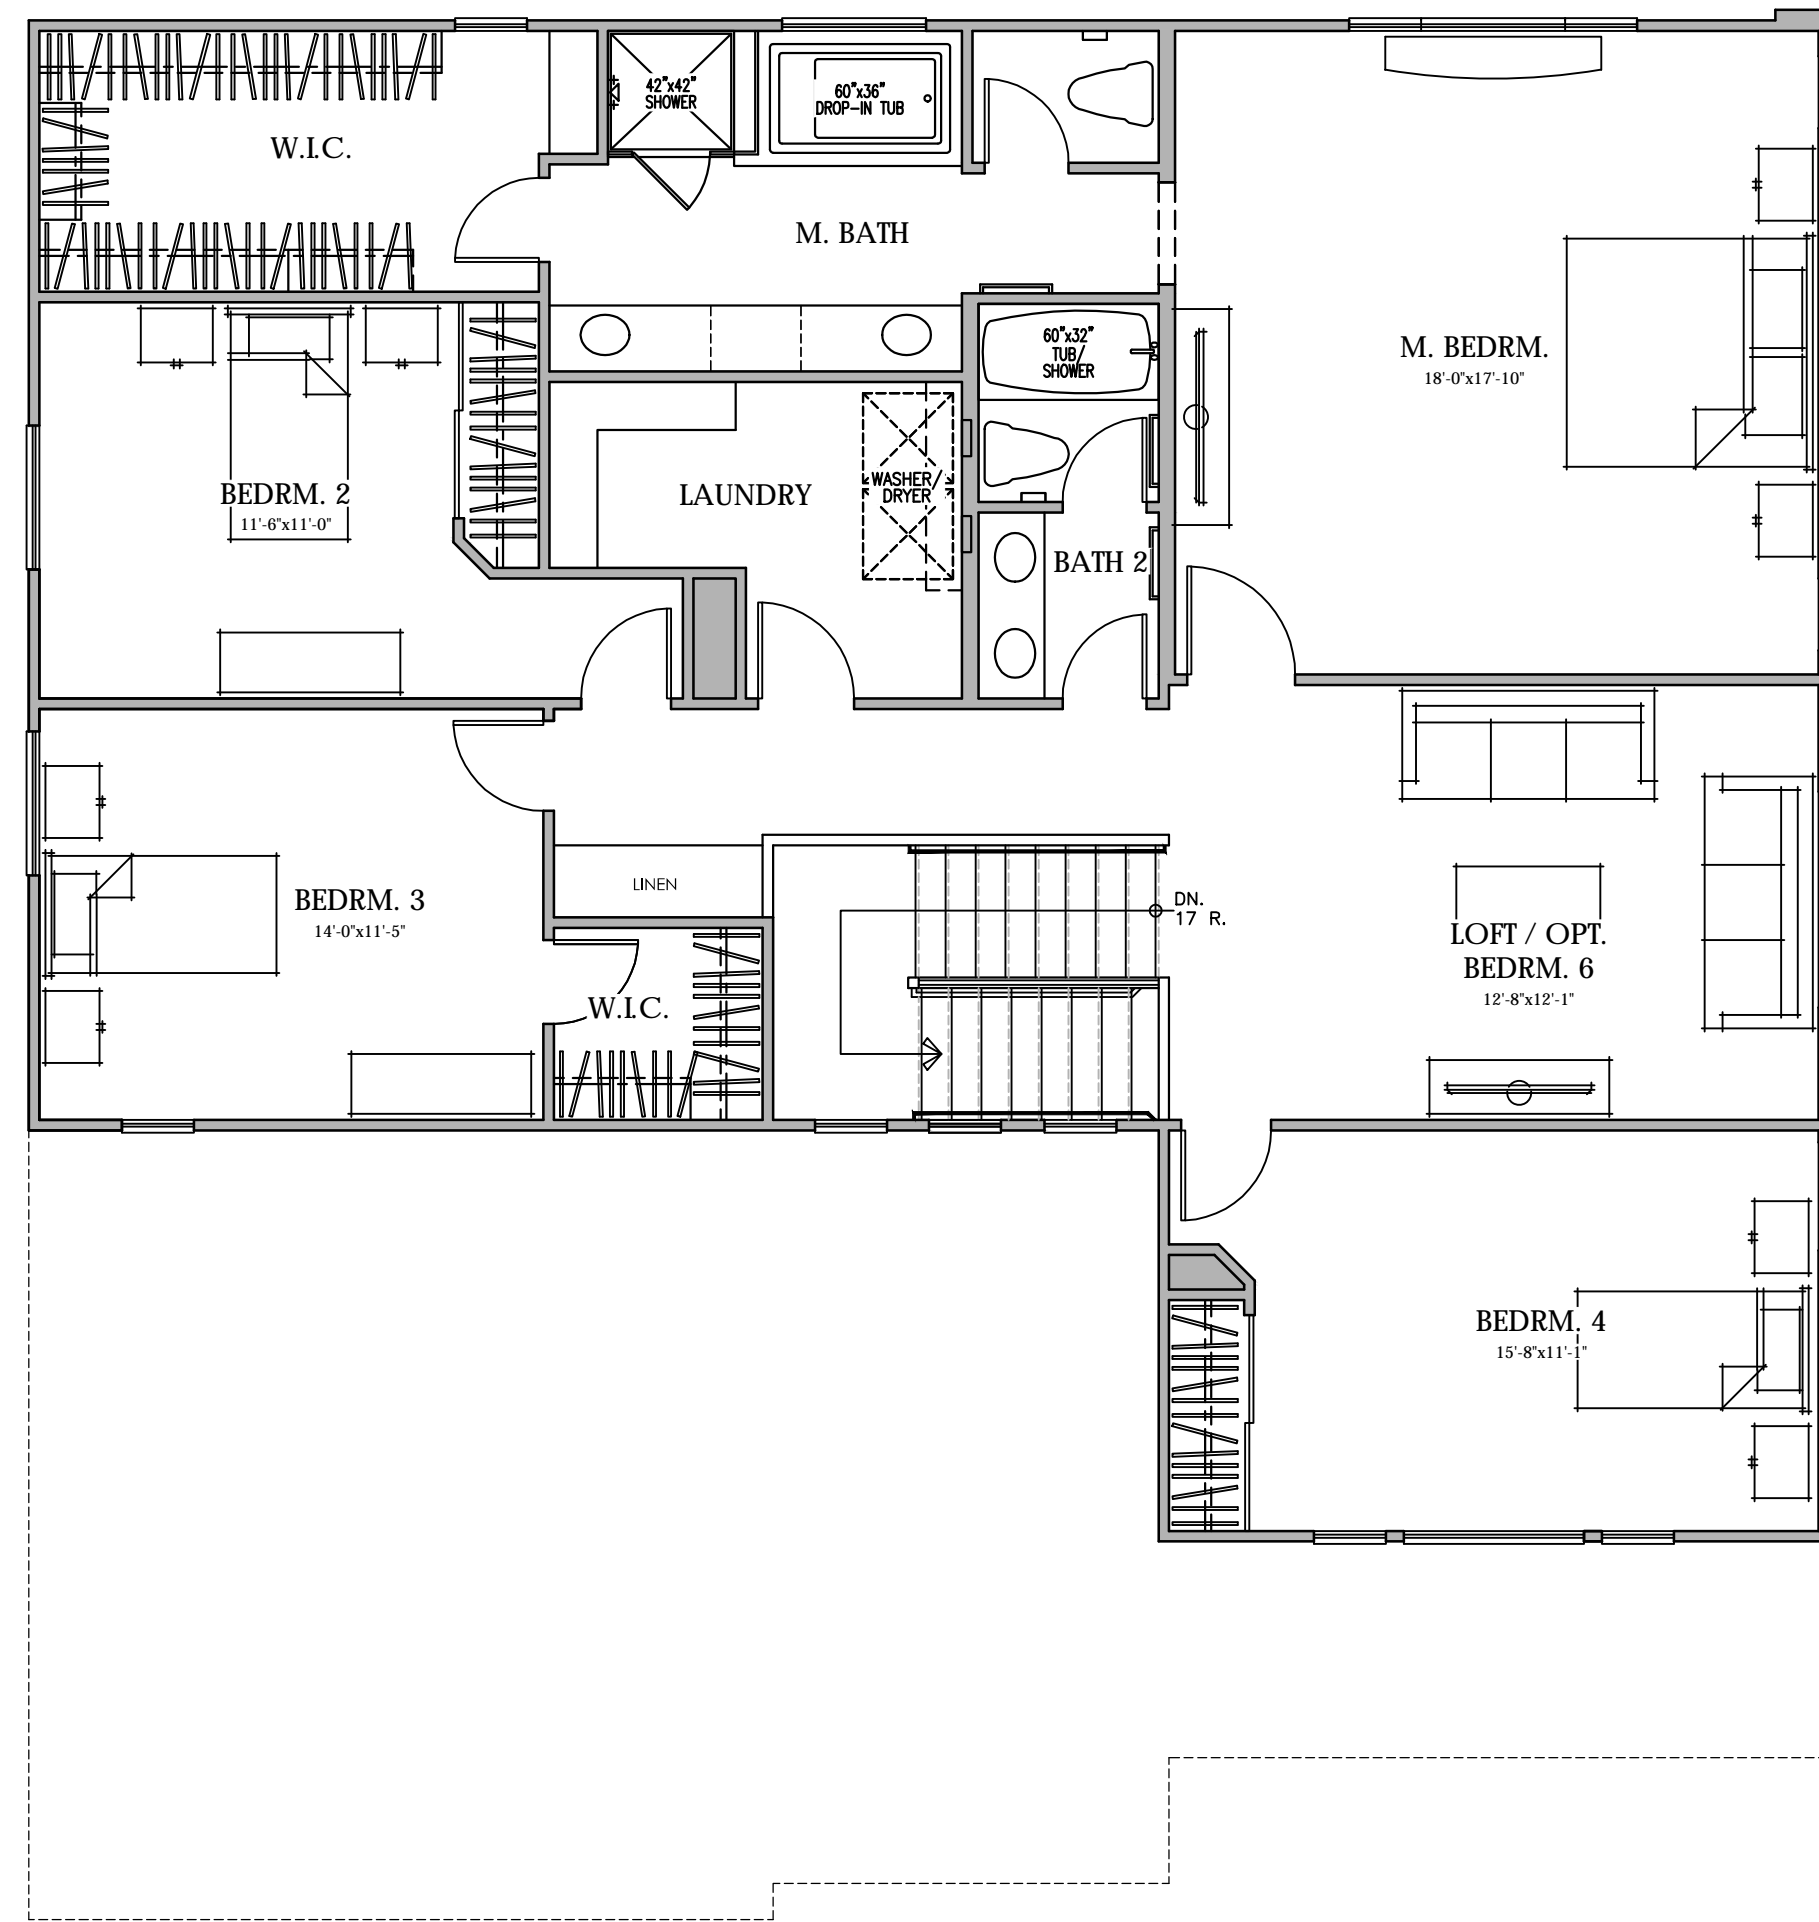 42"x42"
SHOWER
60"x36"
DROP-IN TUB
W.I.C.
M. BATH
60"x32"
TUB/
SHOWER
M. BEDRM.
18'-0"x17'-10"
BEDRM. 2
11'-6"x11'-0"
LAUNDRY
WASHER/
DRYER
BATH 2
LINEN
BEDRM. 3
14'-0"x11'-5"
DN.
17 R.
LOFT / OPT.
BEDRM. 6
12'-8"x12'-1"
W.I.C.
BEDRM. 4
15'-8"x11'-1"